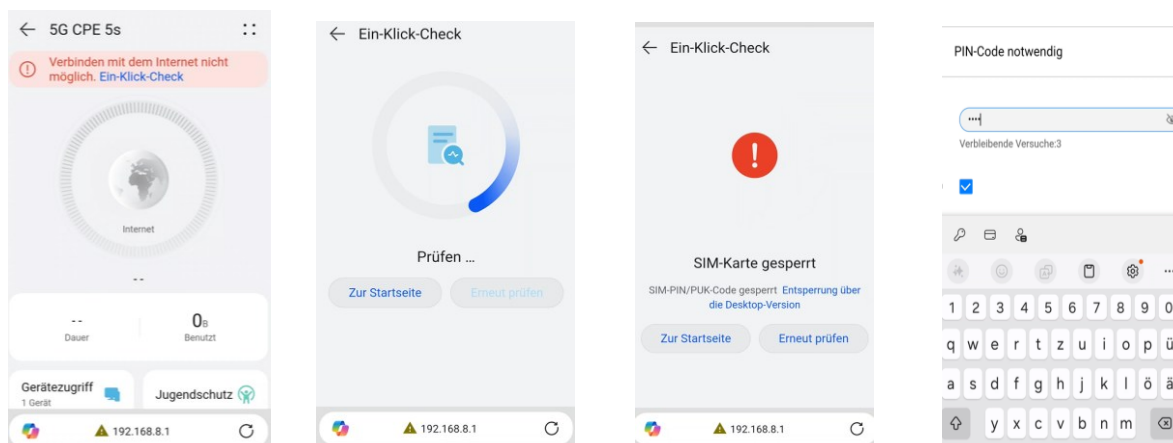 5G CPE 5s
Verbinden mit dem Internet nicht
möglich. Ein-Klick-Check
Internet
--
--
Dauer
0B
Benutzt
Gerätezugriff
1 Gerät
Jugendschutz
192.168.8.1
Ein-Klick-Check
Prüfen ...
Zur Startseite
Erneut prüfen
192.168.8.1
Ein-Klick-Check
SIM-Karte gesperrt
SIM-PIN/PUK-Code gesperrt Entsperrung über
die Desktop-Version
Zur Startseite
Erneut prüfen
192.168.8.1
PIN-Code notwendig
····
Verbleibende Versuche:3
1 2 3 4 5 6 7 8 9 0
q w e r t z u i o p ü
a s d f g h j k l ö ä
y x c v b n m